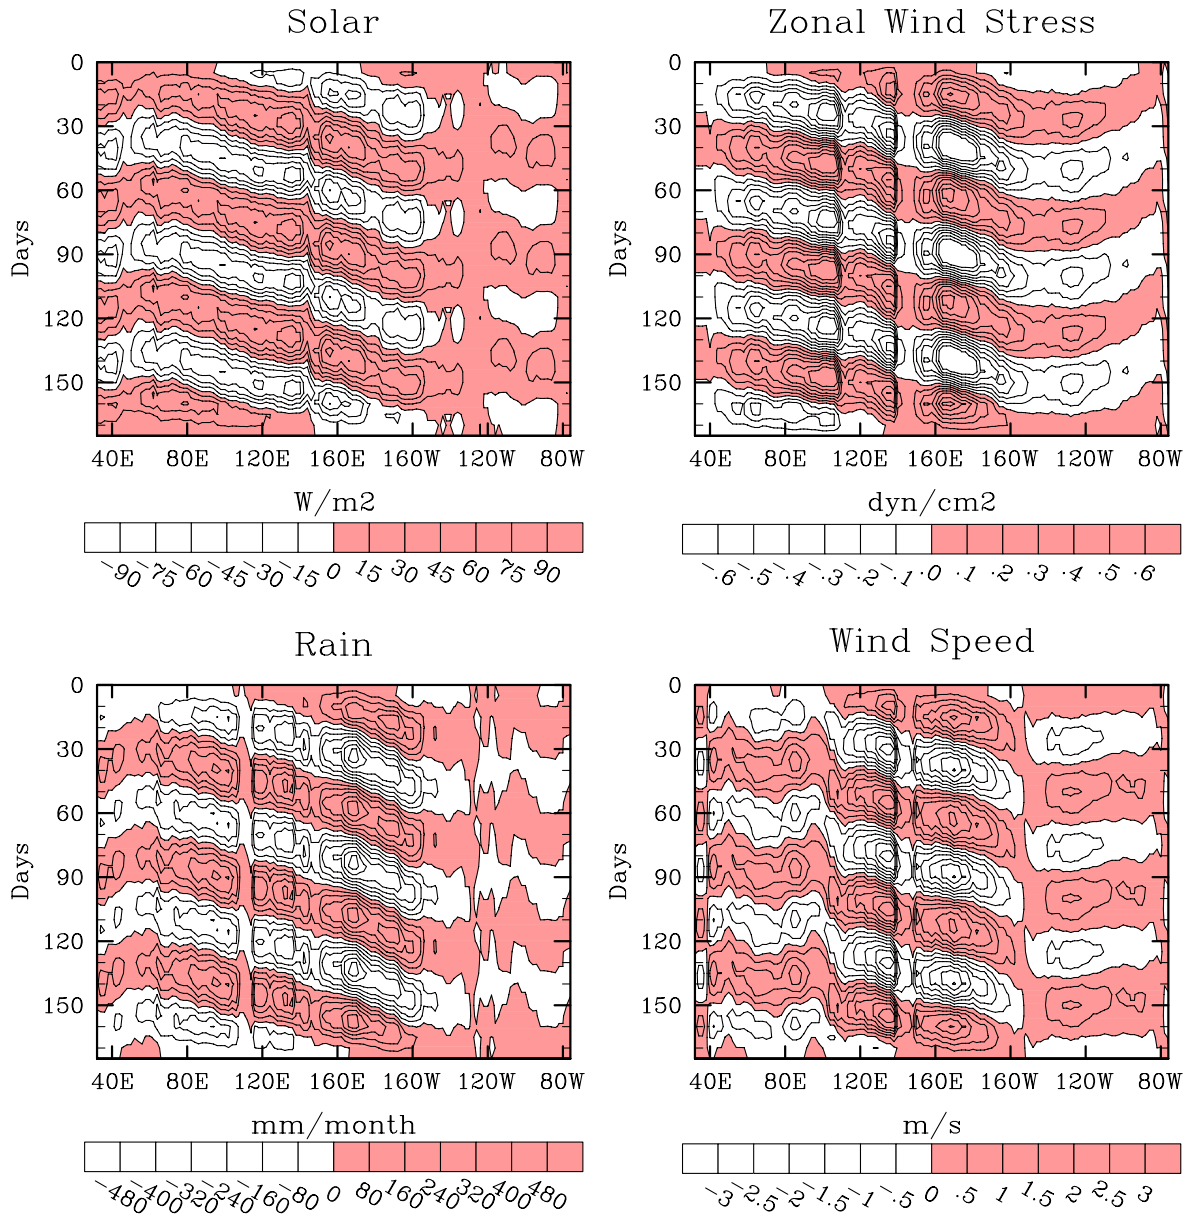 Solar
Zonal Wind Stress
0
30
60
90
120
150
Days
40E 80E 120E 160E 160W 120W 80W
W/m2
-90 -75 -60 -45 -30 -15 0 15 30 45 60 75 90
0
30
60
90
120
150
Days
40E 80E 120E 160E 160W 120W 80W
dyn/cm2
-.6 -.5 -.4 -.3 -.2 -.1 .0 .1 .2 .3 .4 .5 .6
Rain
Wind Speed
0
30
60
90
120
150
Days
40E 80E 120E 160E 160W 120W 80W
mm/month
-480 -400 -320 -240 -160 -80 0 80 160 240 320 400 480
0
30
60
90
120
150
Days
40E 80E 120E 160E 160W 120W 80W
m/s
-3 -2.5 -2 -1.5 -1 -.5 0 .5 1 1.5 2 2.5 3